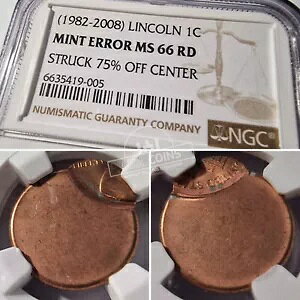 (1982-2008) LINCOLN 1C
MINT ERROR MS 66 RD
STRUCK 75% OFF CENTER
6635419-005
NUMISMATIC GUARANTY COMPANY
NGC